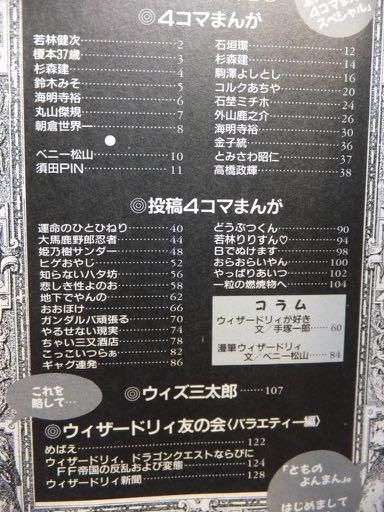 4コマまんが
スペシャル」
◎4コマまんが
若林健次……2
榎本37歳……3
杉森建……4
鈴木みそ……5
海明寺裕……6
丸山傑規……7
朝倉世界一……8
ベニー松山……10
須田PIN……11
石垣環……12
杉森建……14
駒澤よしとし……16
コルクあちや……20
石埜ミチホ……24
外山鹿之介……26
海明寺裕……30
金子統……34
とみさわ昭仁……37
高橋政輝……38
◎投稿4コマまんが
運命のひとひねり……40
大馬鹿野郎忍者……44
姫乃樹サンダー……48
ヒゲおやじ……52
知らないハタ坊……56
悲しき性よのお……62
地下でやんの……62
おおぼけ……66
ガンダルバ頑張る……70
やるせない現実……74
ちゃい三又酒店……78
こっこいつらぁ……82
ギャグ連発……86
どうぶつくん……90
若林りりすん♡……94
日でぬけます……98
おらおらいやん……100
やっぱりあいつ……102
一粒の燃焼物へ……104
コラム
ウィザードリィが好き
文／手塚一郎……60
漫筆ウィザードリィ
文／ベニー松山……84
これを
略して…
◎ウィズ三太郎……107
◎ウィザードリィ友の会〈バラエティー編〉
めばえ……122
ウィザードリィ、ドラゴンクエストならびに
FF帝国の反乱および変態……124
ウィザードリィ新聞……128
「とものよんまん」
はじめまして